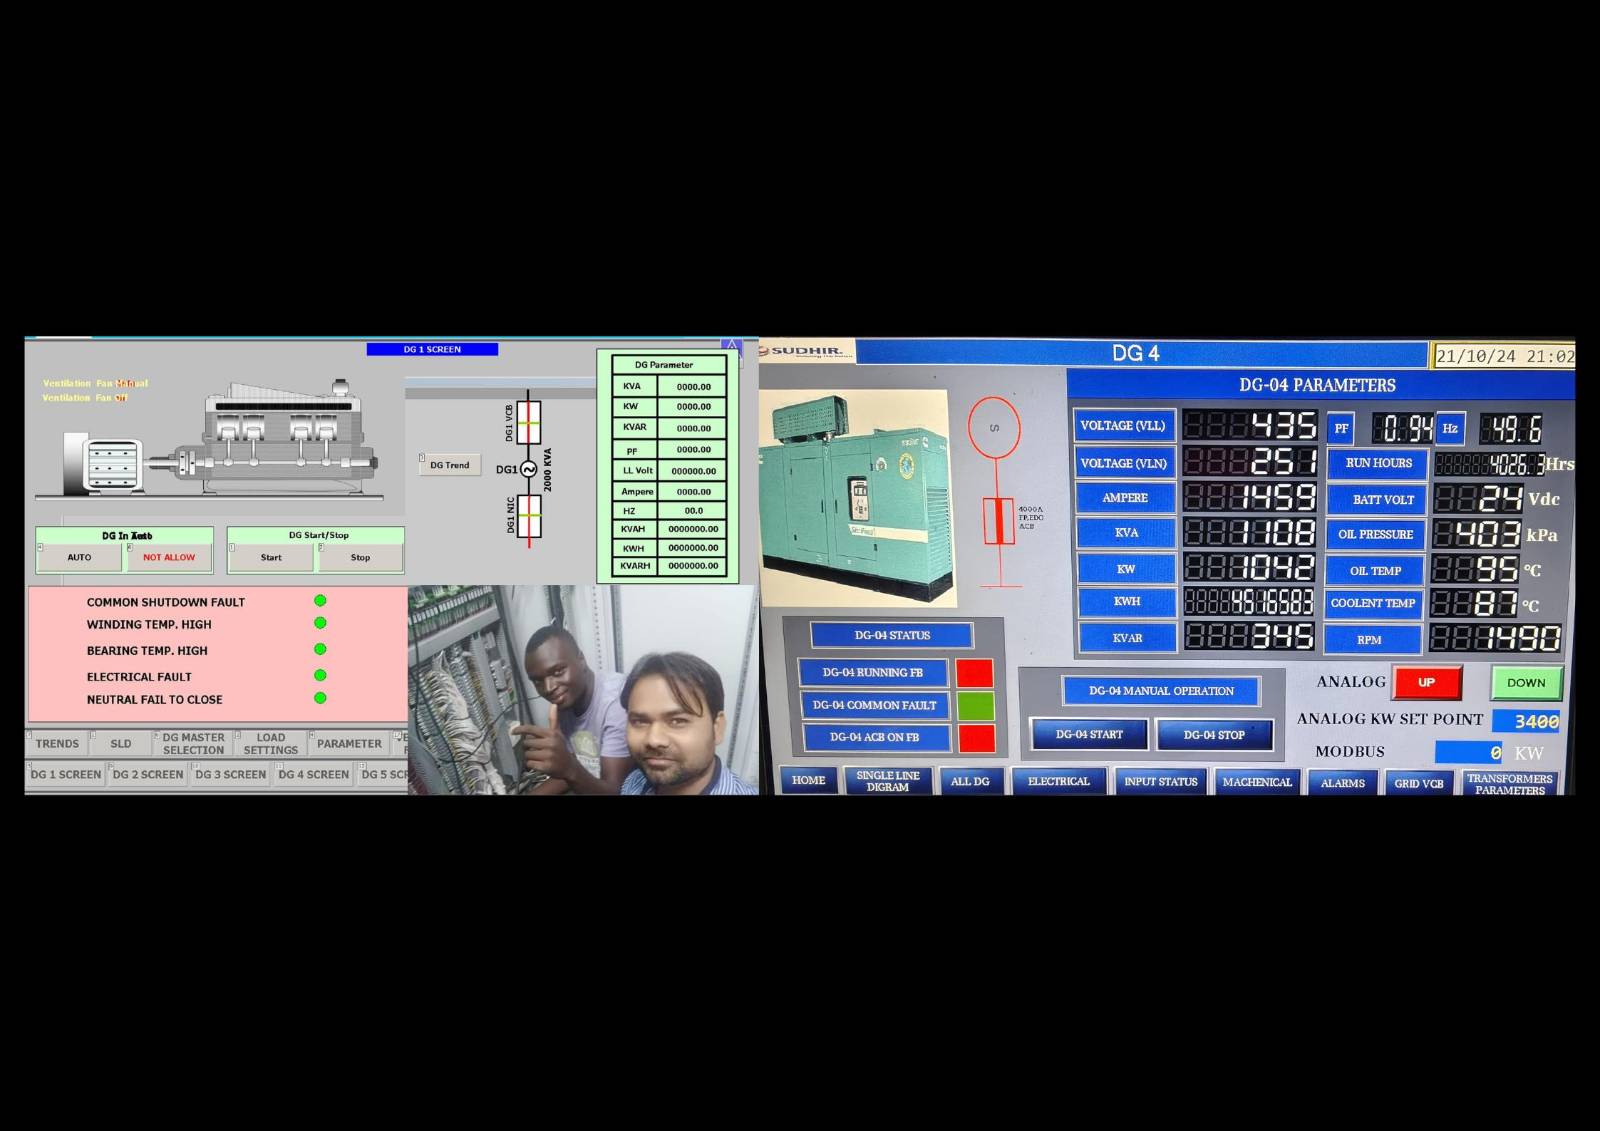 DG 1 SCREEN
Ventilation Fan
Ventilation Fan Off
DG Trend
DG1 VCB
DG1
2000 KVA
DG1 N1C
DG Parameter
KVA 0000.00
KW 0000.00
KVAR 0000.00
PF 0000.00
LL Volt 000000.00
Ampere 0000.00
HZ 00.0
KVAH 0000000.00
KWH 0000000.00
KVARH 0000000.00
DG In
AUTO NOT ALLOW
DG Start/Stop
Start Stop
COMMON SHUTDOWN FAULT
WINDING TEMP. HIGH
BEARING TEMP. HIGH
ELECTRICAL FAULT
NEUTRAL FAIL TO CLOSE
TRENDS SLD DG MASTER SELECTION LOAD SETTINGS PARAMETER
DG 1 SCREEN DG 2 SCREEN DG 3 SCREEN DG 4 SCREEN DG 5 SC
SUDHIR.
DG 4
21/10/24 21:02
DG-04 PARAMETERS
VOLTAGE (VLL) 435 PF 0.94 Hz 49.6
VOLTAGE (VLN) 251 RUN HOURS 4026.3 Hrs
AMPERE 1459 BATT VOLT 24 Vdc
KVA 1108 OIL PRESSURE 403 kPa
KW 1042 OIL TEMP 95 °C
KWH COOLENT TEMP 87 °C
KVAR 345 RPM 1490
S
4000A
ACB
DG-04 STATUS
DG-04 RUNNING FB
DG-04 COMMON FAULT
DG-04 ACB ON FB
DG-04 MANUAL OPERATION
DG-04 START DG-04 STOP
ANALOG UP DOWN
ANALOG KW SET POINT 3400
MODBUS 0 KW
HOME SINGLE LINE DIGRAM ALL DG ELECTRICAL INPUT STATUS MACHENICAL ALARMS GRID VCB TRANSFORMERS PARAMETERS